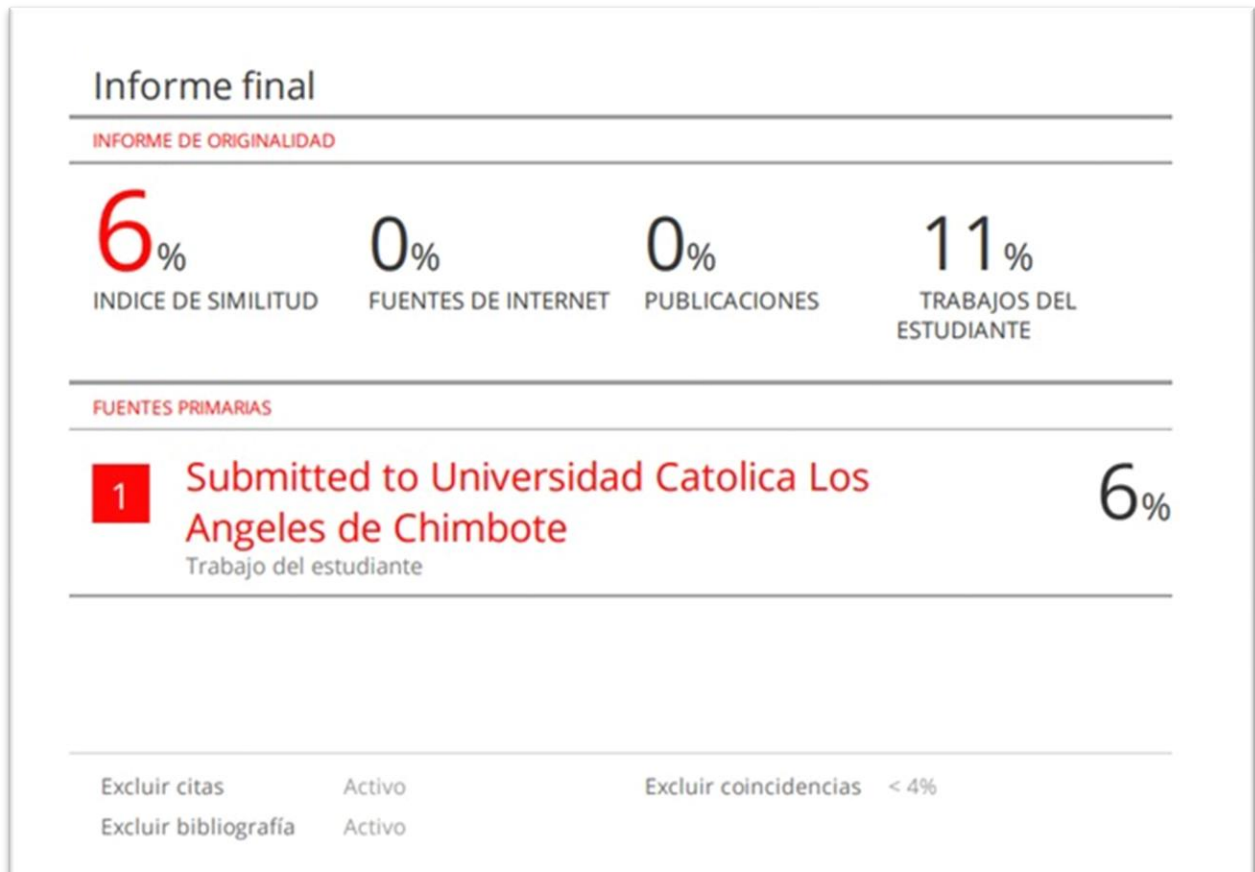 Informe final
INFORME DE ORIGINALIDAD
6% 0% 0% 11%
INDICE DE SIMILITUD FUENTES DE INTERNET PUBLICACIONES TRABAJOS DEL
ESTUDIANTE
FUENTES PRIMARIAS
1 Submitted to Universidad Catolica Los 6%
Angeles de Chimbote
Trabajo del estudiante
Excluir citas Activo Excluir coincidencias < 4%
Excluir bibliografía Activo